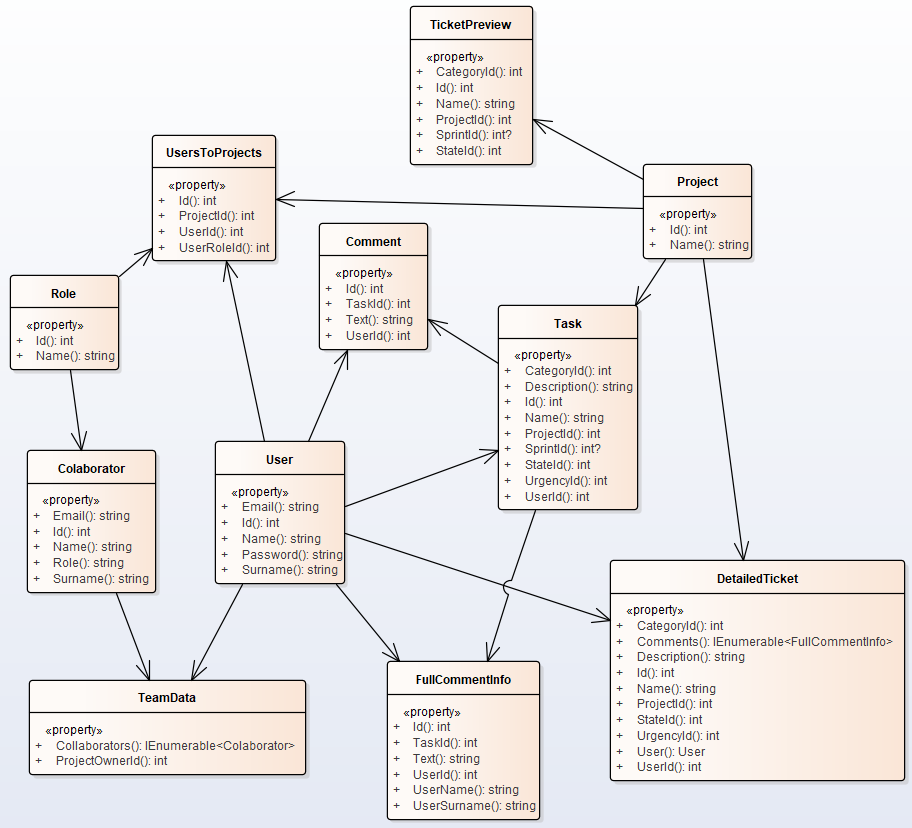 TicketPreview
«property»
+ CategoryId(): int
+ Id(): int
+ Name(): string
+ ProjectId(): int
+ SprintId(): int?
+ StateId(): int
UsersToProjects
«property»
+ Id(): int
+ ProjectId(): int
+ UserId(): int
+ UserRoleId(): int
Project
«property»
+ Id(): int
+ Name(): string
Comment
«property»
+ Id(): int
+ TaskId(): int
+ Text(): string
+ UserId(): int
Role
«property»
+ Id(): int
+ Name(): string
Task
«property»
+ CategoryId(): int
+ Description(): string
+ Id(): int
+ Name(): string
+ ProjectId(): int
+ SprintId(): int?
+ StateId(): int
+ UrgencyId(): int
+ UserId(): int
Colaborator
«property»
+ Email(): string
+ Id(): int
+ Name(): string
+ Role(): string
+ Surname(): string
User
«property»
+ Email(): string
+ Id(): int
+ Name(): string
+ Password(): string
+ Surname(): string
DetailedTicket
«property»
+ CategoryId(): int
+ Comments(): IEnumerable<FullCommentInfo>
+ Description(): string
+ Id(): int
+ Name(): string
+ ProjectId(): int
+ StateId(): int
+ UrgencyId(): int
+ User(): User
+ UserId(): int
TeamData
«property»
+ Collaborators(): IEnumerable<Colaborator>
+ ProjectOwnerId(): int
FullCommentInfo
«property»
+ Id(): int
+ TaskId(): int
+ Text(): string
+ UserId(): int
+ UserName(): string
+ UserSurname(): string